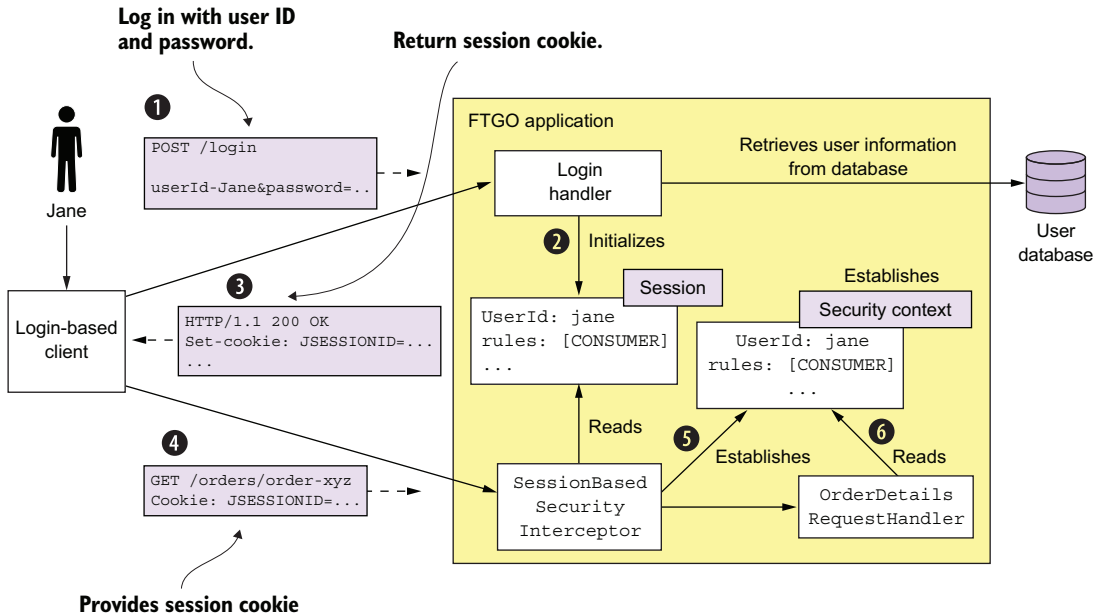 Log in with user ID
and password.
Return session cookie.
1
POST /login
userId-Jane&password=..
Jane
FTGO application
Login
handler
Retrieves user information
from database
User
database
2
Initializes
3
HTTP/1.1 200 OK
Set-cookie: JSESSIONID=...
...
Login-based
client
Session
UserId: jane
rules: [CONSUMER]
...
Establishes
Security context
UserId: jane
rules: [CONSUMER]
...
Reads
5
Establishes
6
Reads
4
GET /orders/order-xyz
Cookie: JSESSIONID=...
SessionBased
Security
Interceptor
OrderDetails
RequestHandler
Provides session cookie